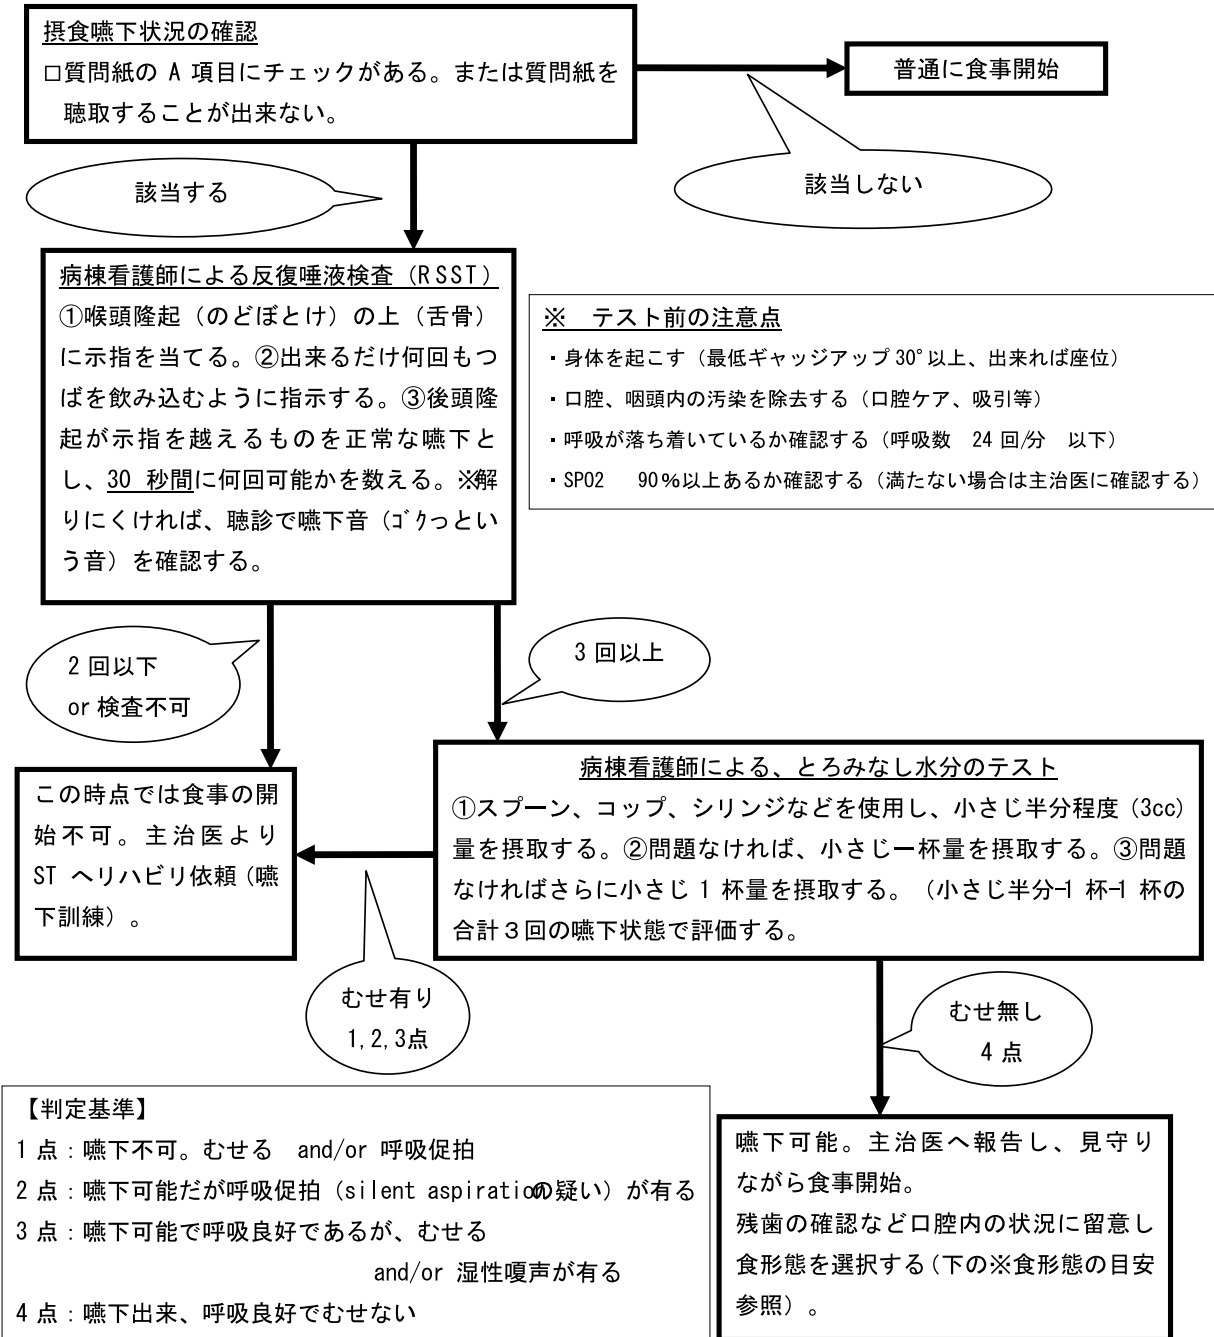 摂食嚥下状況の確認
□質問紙の A 項目にチェックがある。または質問紙を
聴取することが出来ない。
普通に食事開始
該当する
該当しない
病棟看護師による反復唾液検査（RSST）
①喉頭隆起（のどぼとけ）の上（舌骨）
に示指を当てる。②出来るだけ何回もつ
ばを飲み込むように指示する。③後頭隆
起が示指を越えるものを正常な嚥下と
し、30 秒間に何回可能かを数える。※解
りにくければ、聴診で嚥下音（ｺﾞｸっとい
う音）を確認する。
※　テスト前の注意点
・身体を起こす（最低ギャッジアップ 30°以上、出来れば座位）
・口腔、咽頭内の汚染を除去する（口腔ケア、吸引等）
・呼吸が落ち着いているか確認する（呼吸数　24 回/分　以下）
・SPO2　90％以上あるか確認する（満たない場合は主治医に確認する）
2 回以下
or 検査不可
3 回以上
この時点では食事の開
始不可。主治医より
ST へリハビリ依頼（嚥
下訓練）。
病棟看護師による、とろみなし水分のテスト
①スプーン、コップ、シリンジなどを使用し、小さじ半分程度（3cc）
量を摂取する。②問題なければ、小さじ一杯量を摂取する。③問題
なければさらに小さじ 1 杯量を摂取する。（小さじ半分-1 杯-1 杯の
合計３回の嚥下状態で評価する。
むせ有り
1,2,3点
むせ無し
4 点
【判定基準】
1 点：嚥下不可。むせる　and/or 呼吸促拍
2 点：嚥下可能だが呼吸促拍（silent aspirationの疑い）が有る
3 点：嚥下可能で呼吸良好であるが、むせる
and/or 湿性嗄声が有る
4 点：嚥下出来、呼吸良好でむせない
嚥下可能。主治医へ報告し、見守り
ながら食事開始。
残歯の確認など口腔内の状況に留意し
食形態を選択する（下の※食形態の目安
参照）。